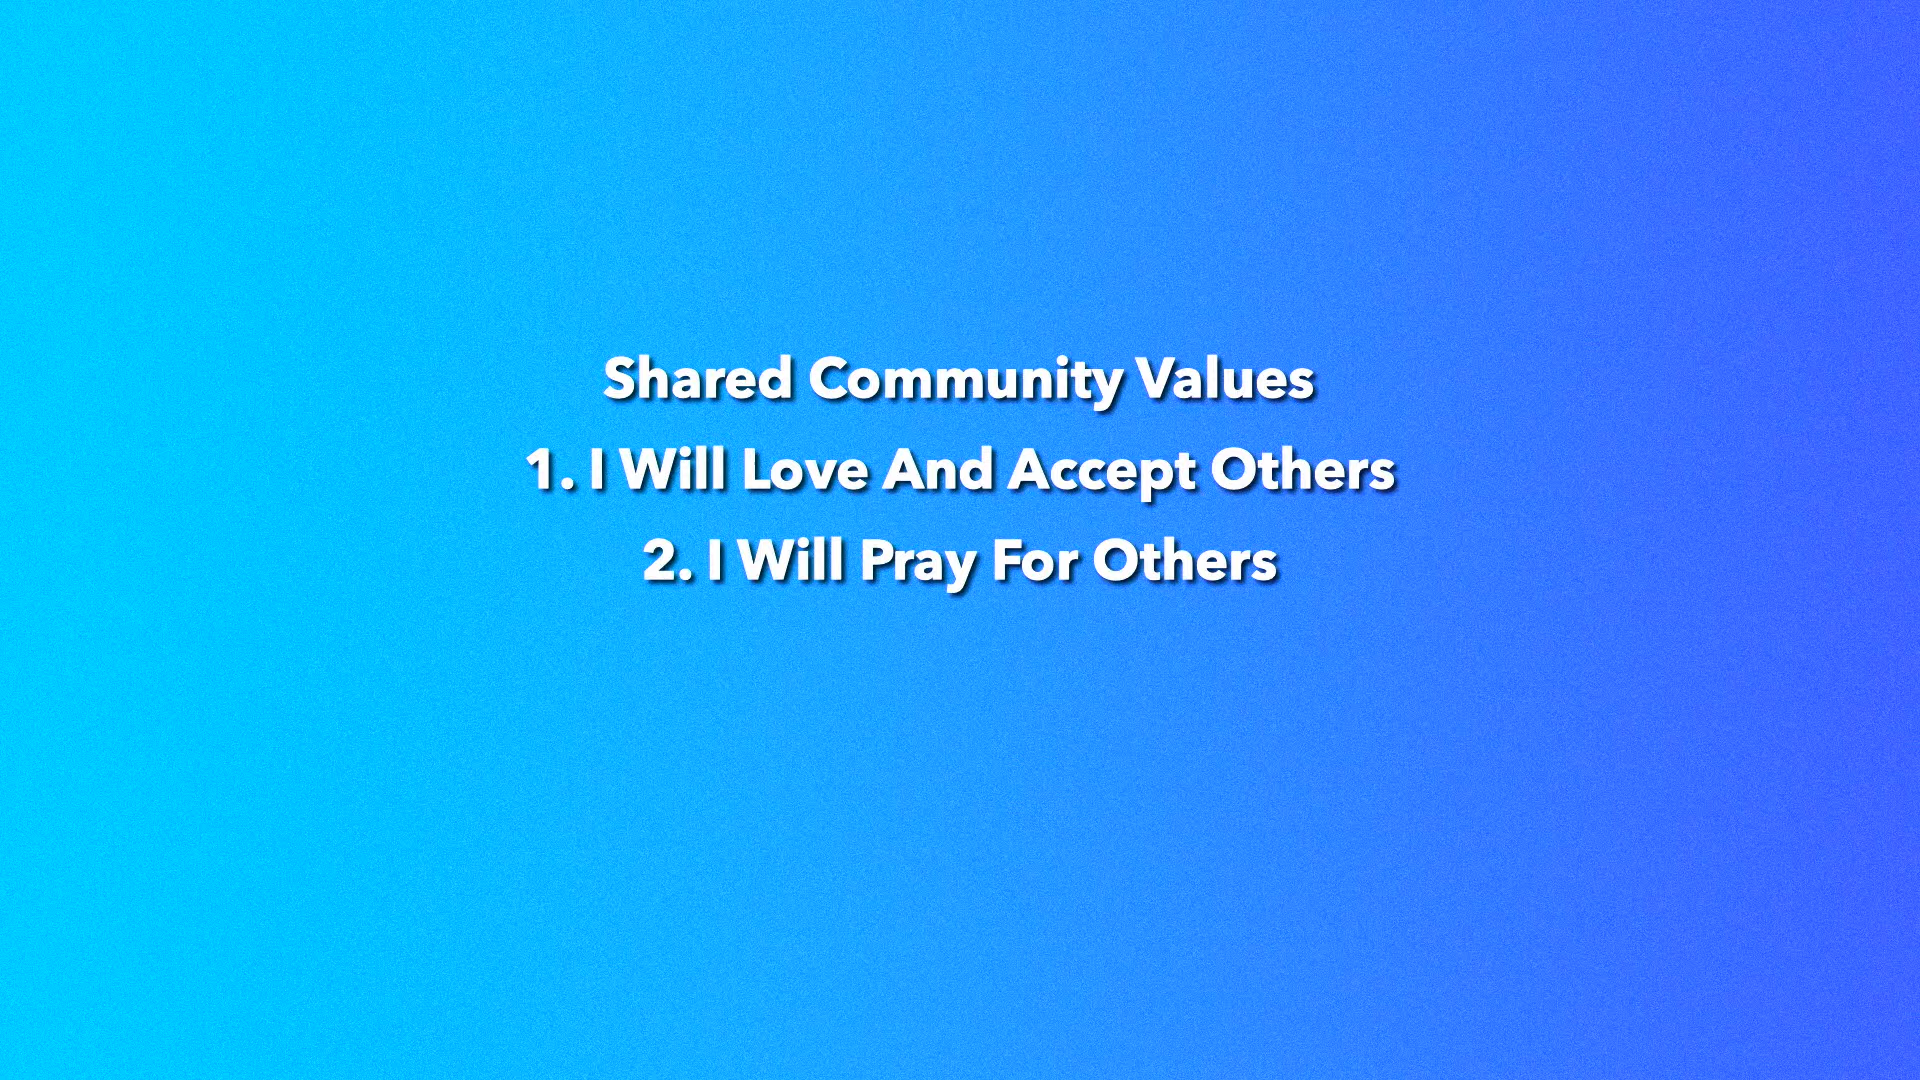 Shared Community Values
1. I Will Love And Accept Others
2. I Will Pray For Others